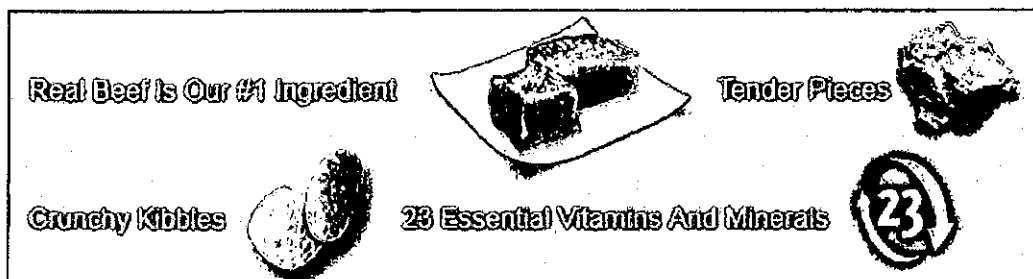 Real Beef Is Our #1 Ingredient
Tender Pieces
Crunchy Kibbles
23 Essential Vitamins And Minerals
23